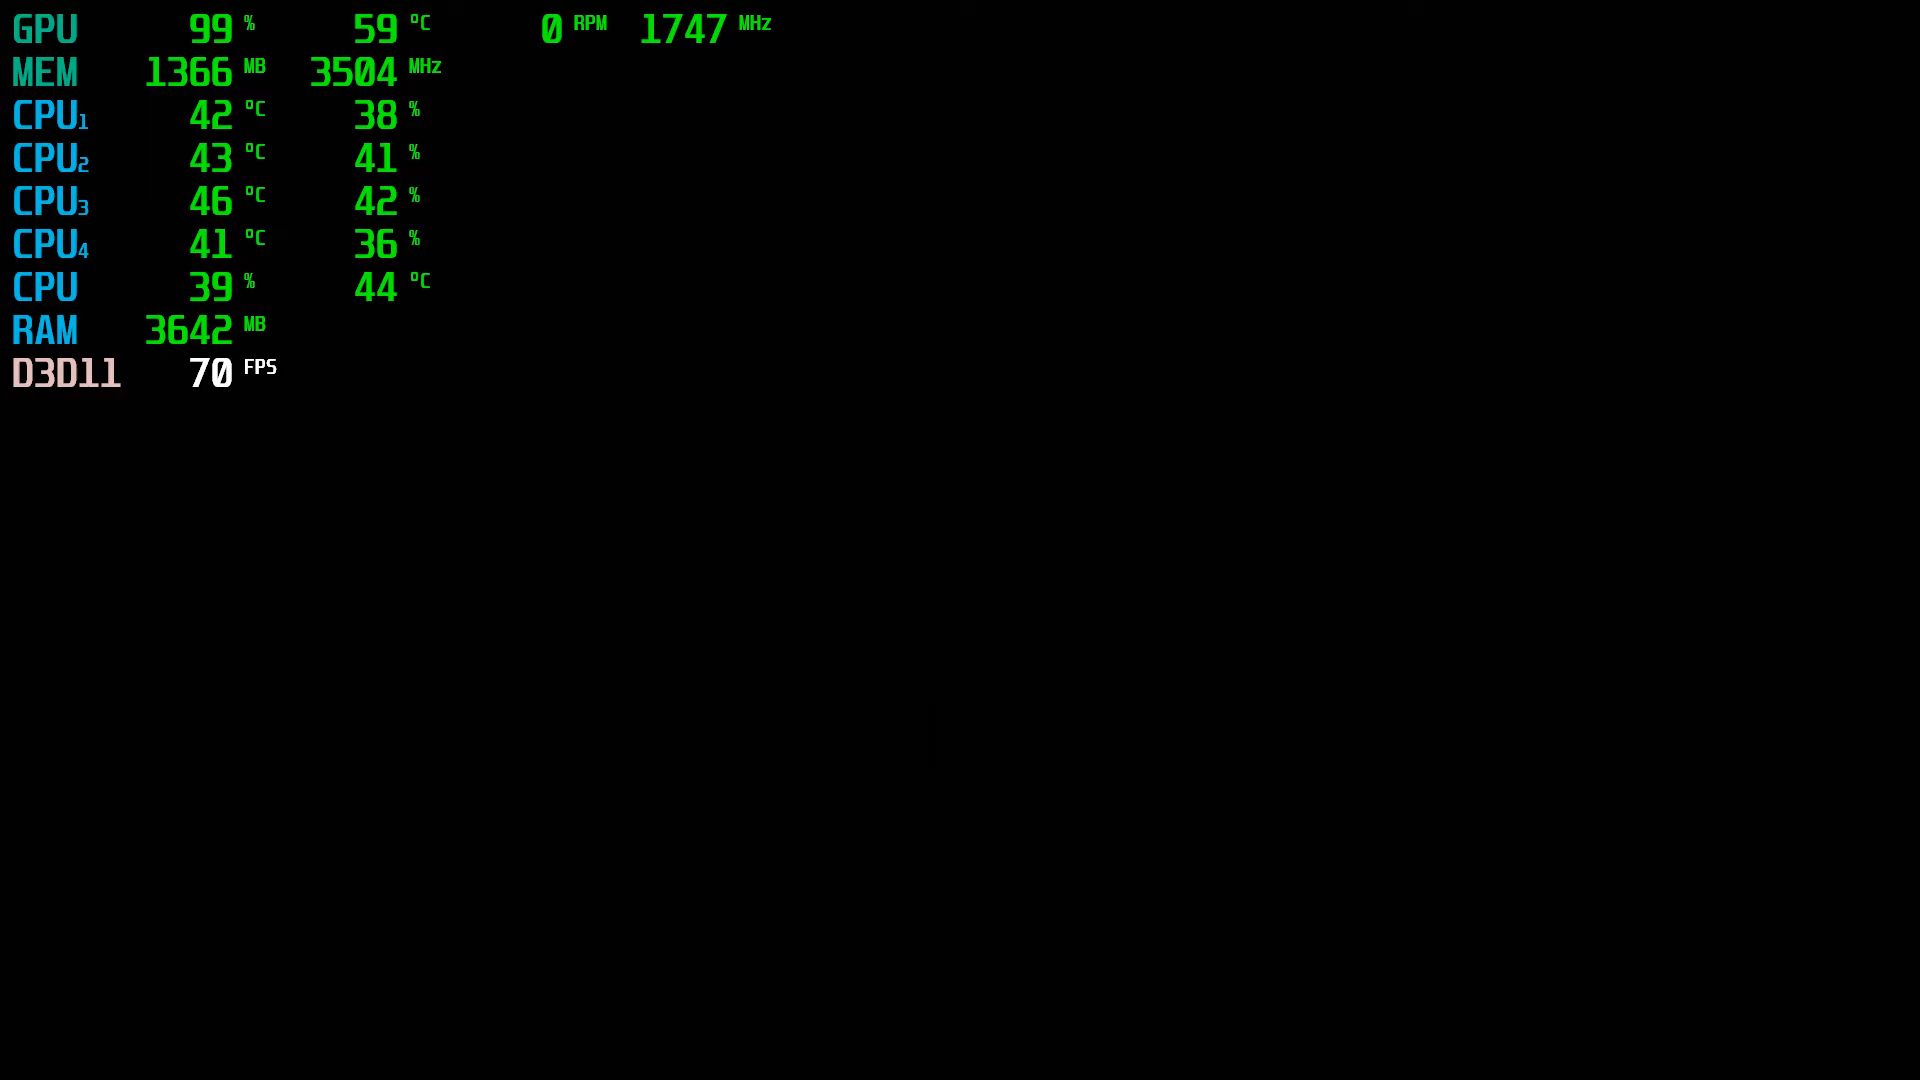 GPU 99 % 59 °C 0 RPM 1747 MHz
MEM 1366 MB 3504 MHz
CPU1 42 °C 38 %
CPU2 43 °C 41 %
CPU3 46 °C 42 %
CPU4 41 °C 36 %
CPU 39 % 44 °C
RAM 3642 MB
D3D11 70 FPS